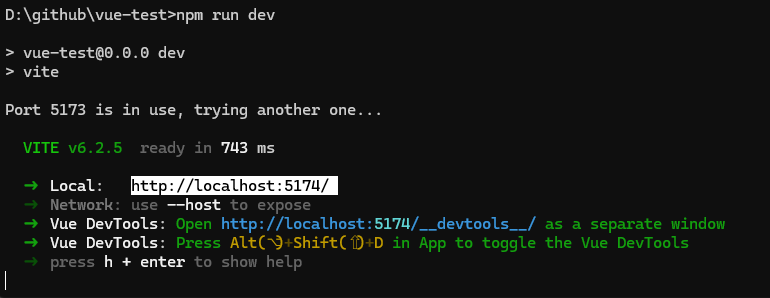 D:\github\vue-test>npm run dev
> vue-test@0.0.0 dev
> vite
Port 5173 is in use, trying another one...
VITE v6.2.5 ready in 743 ms
➜ Local: http://localhost:5174/
➜ Network: use --host to expose
➜ Vue DevTools: Open http://localhost:5174/__devtools__/ as a separate window
➜ Vue DevTools: Press Alt(⌥)+Shift(⇧)+D in App to toggle the Vue DevTools
➜ press h + enter to show help